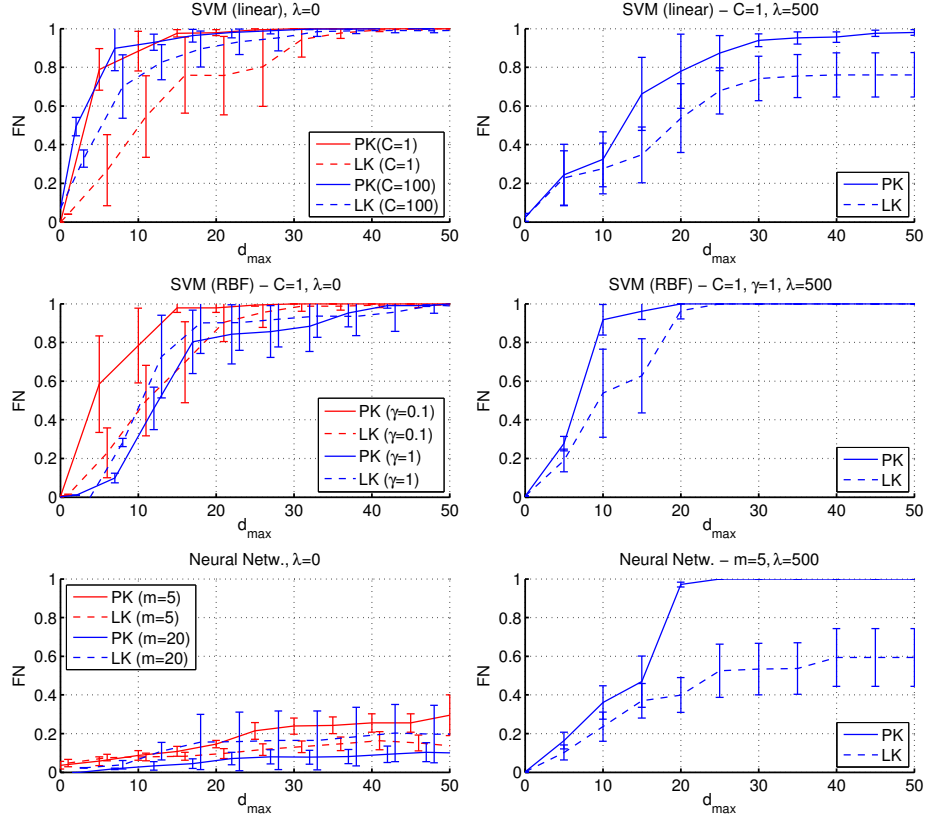 SVM (linear), λ=0
1
0.8
0.6
0.4
0.2
0
FN
0 10 20 30 40 50
d_max
PK(C=1)
LK (C=1)
PK(C=100)
LK (C=100)
SVM (linear) − C=1, λ=500
1
0.8
0.6
0.4
0.2
0
FN
0 10 20 30 40 50
d_max
PK
LK
SVM (RBF) − C=1, λ=0
1
0.8
0.6
0.4
0.2
0
FN
0 10 20 30 40 50
d_max
PK (γ=0.1)
LK (γ=0.1)
PK (γ=1)
LK (γ=1)
SVM (RBF) − C=1, γ=1, λ=500
1
0.8
0.6
0.4
0.2
0
FN
0 10 20 30 40 50
d_max
PK
LK
Neural Netw., λ=0
1
0.8
0.6
0.4
0.2
0
FN
0 10 20 30 40 50
d_max
PK (m=5)
LK (m=5)
PK (m=20)
LK (m=20)
Neural Netw. − m=5, λ=500
1
0.8
0.6
0.4
0.2
0
FN
0 10 20 30 40 50
d_max
PK
LK